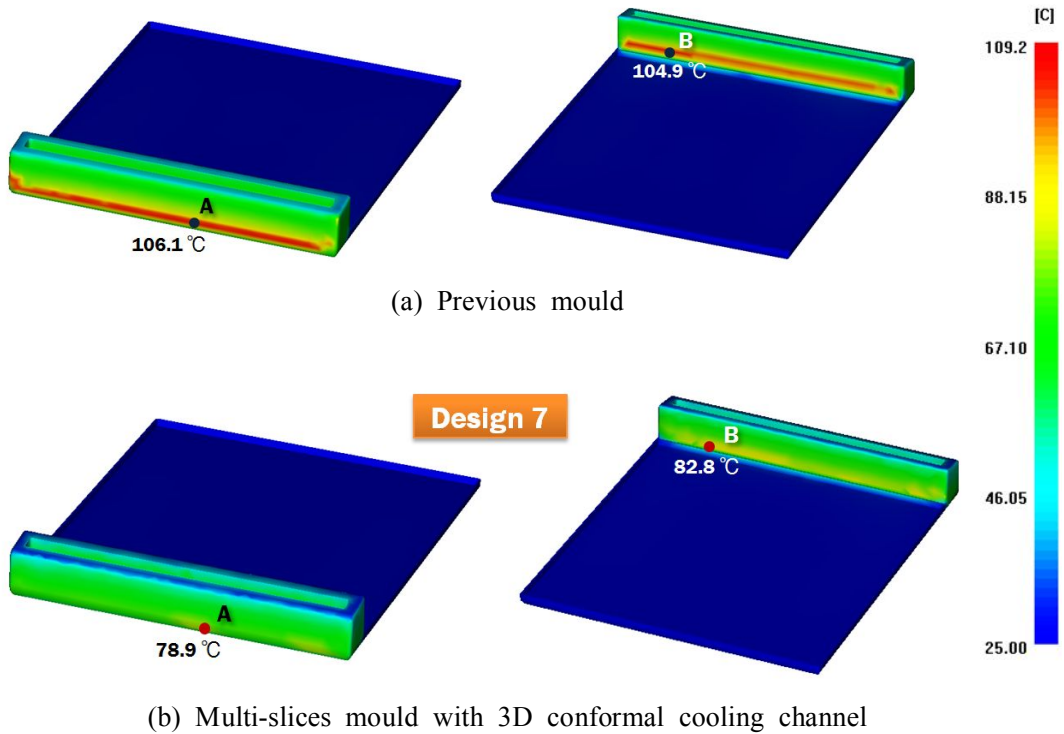 [C]
109.2
B
104.9 ℃
88.15
A
106.1 ℃
(a) Previous mould
67.10
Design 7
B
82.8 ℃
46.05
A
78.9 ℃
25.00
(b) Multi-slices mould with 3D conformal cooling channel